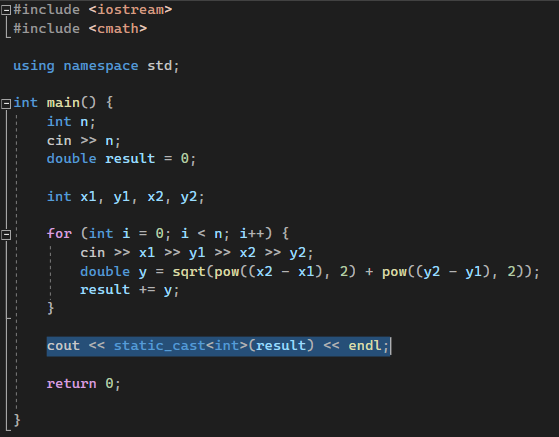 #include <iostream>
#include <cmath>
using namespace std;
int main() {
int n;
cin >> n;
double result = 0;
int x1, y1, x2, y2;
for (int i = 0; i < n; i++) {
cin >> x1 >> y1 >> x2 >> y2;
double y = sqrt(pow((x2 - x1), 2) + pow((y2 - y1), 2));
result += y;
}
cout << static_cast<int>(result) << endl;
return 0;
}